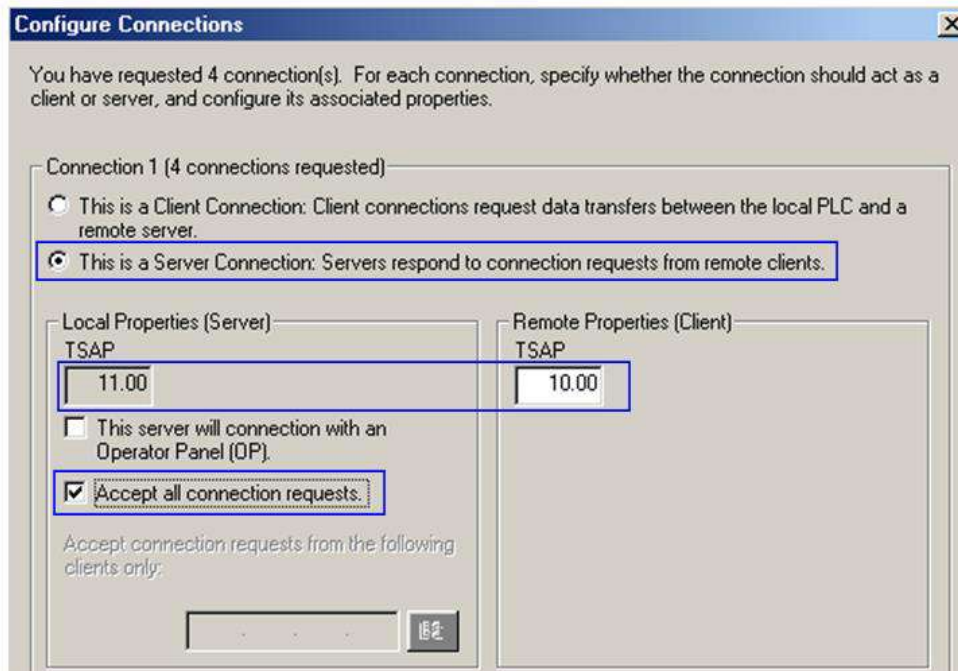 Configure Connections
You have requested 4 connection(s). For each connection, specify whether the connection should act as a
client or server, and configure its associated properties.
Connection 1 (4 connections requested)
This is a Client Connection: Client connections request data transfers between the local PLC and a
remote server.
This is a Server Connection: Servers respond to connection requests from remote clients.
Local Properties (Server)
TSAP
11.00
This server will connection with an
Operator Panel (OP).
Accept all connection requests.
Accept connection requests from the following
clients only:
Remote Properties (Client)
TSAP
10.00